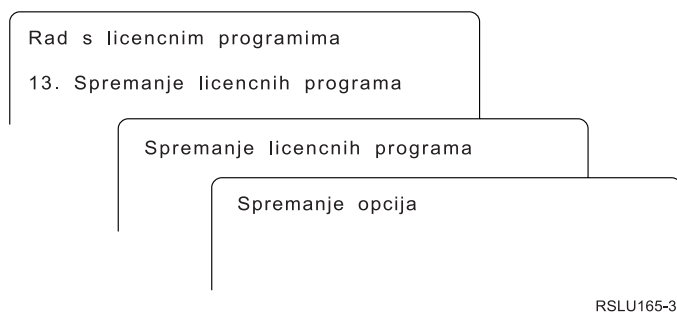 Rad s licencnim programima
13. Spremanje licencnih programa
Spremanje licencnih programa
Spremanje opcija
RSLU165-3